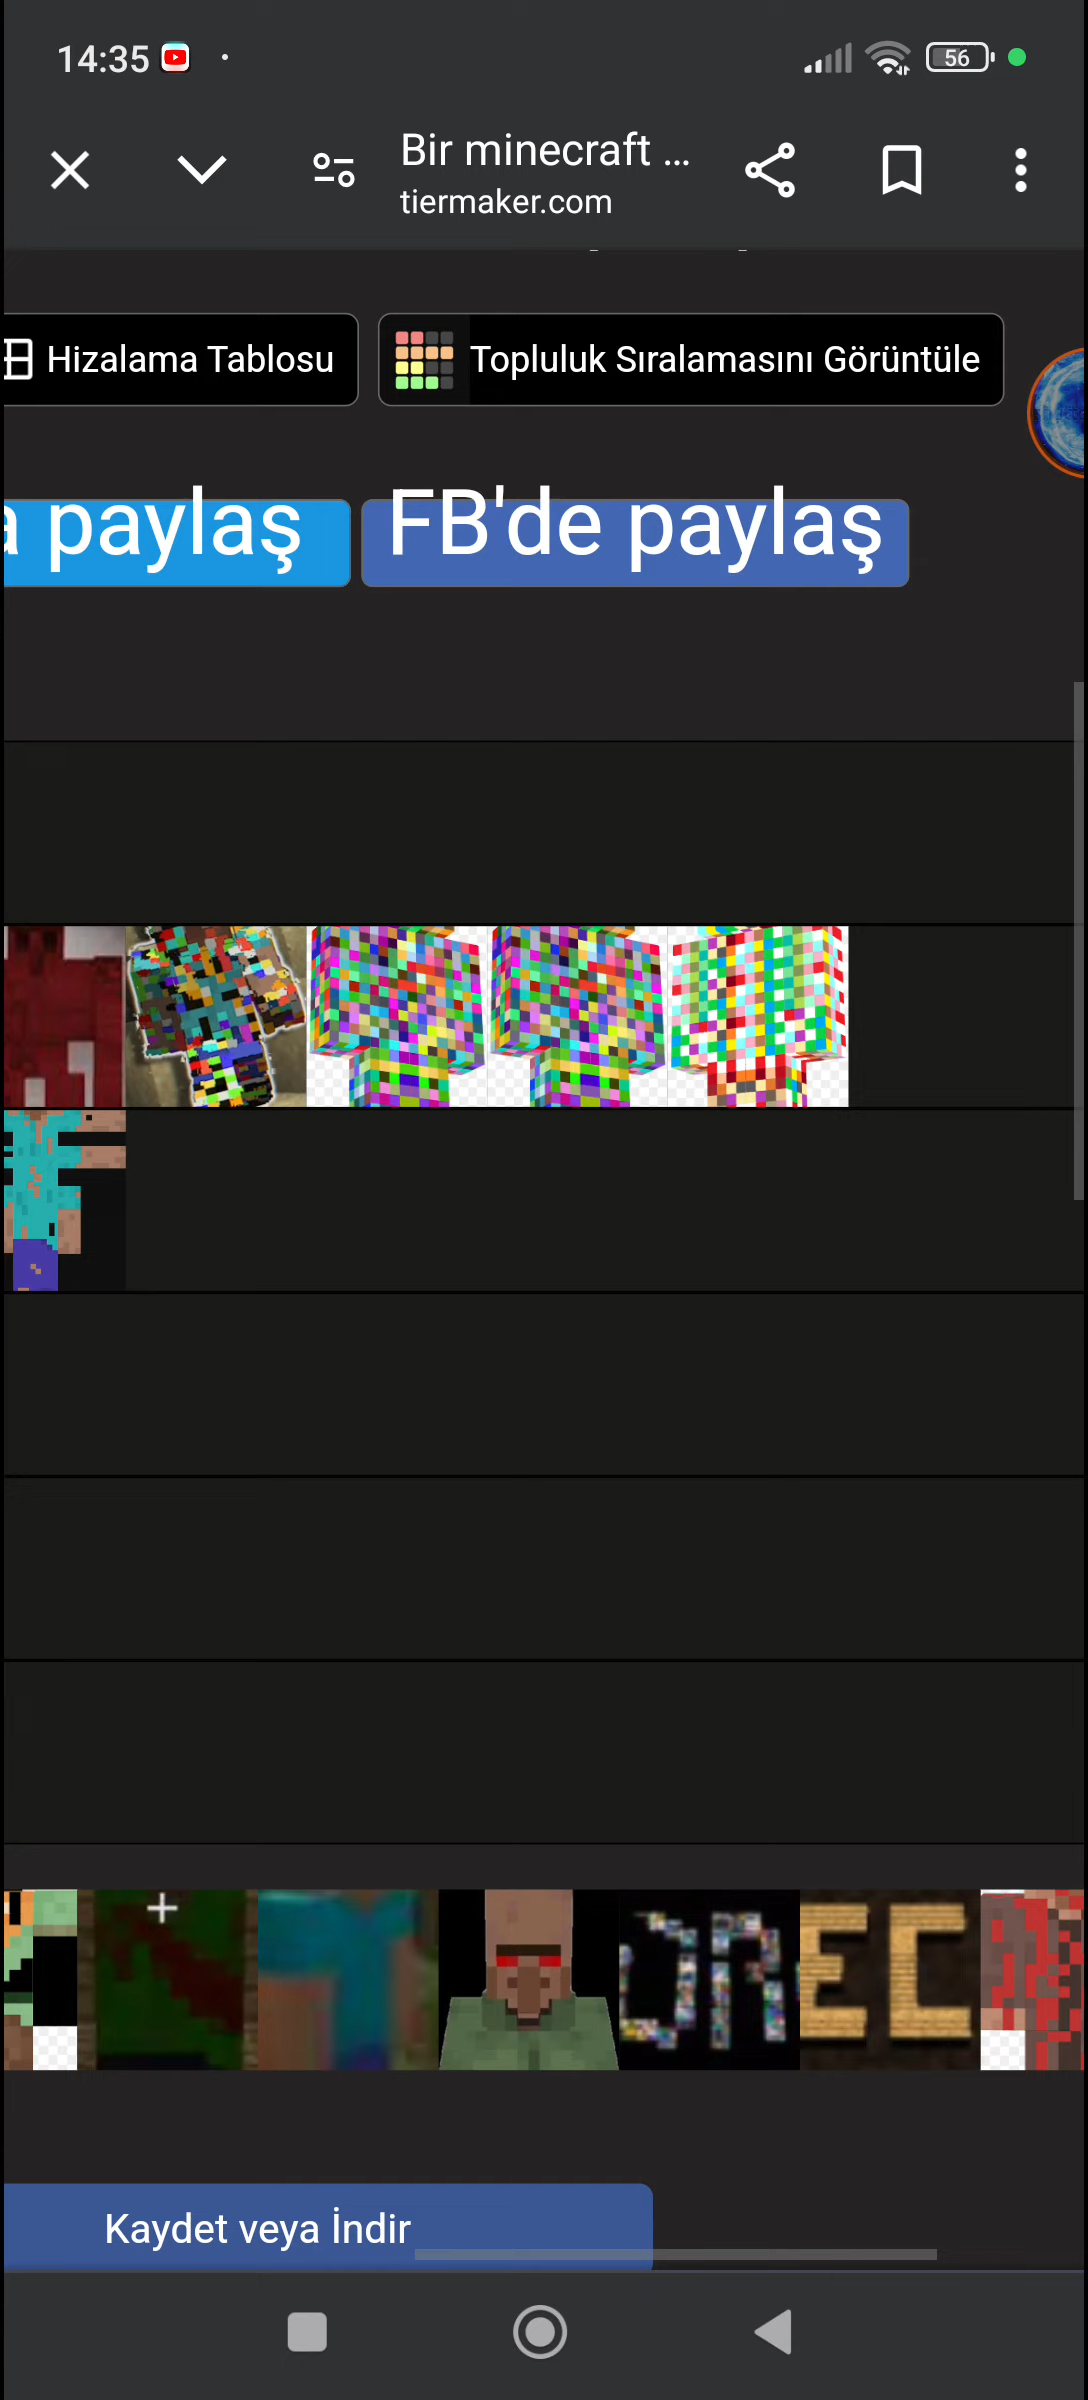 14:35
56
Bir minecraft ...
tiermaker.com
Hizalama Tablosu
Topluluk Sıralamasını Görüntüle
a paylaş
FB'de paylaş
EC
Kaydet veya İndir